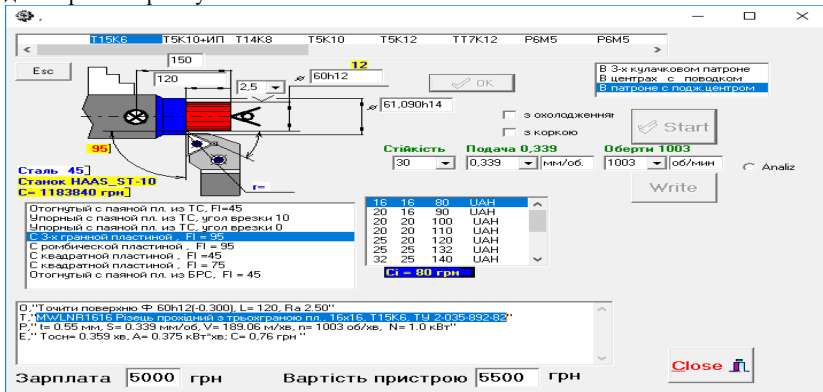 T15K6 T5K10+ИП T14K8 T5K10 T5K12 TT7K12 P6M5 P6M5
Esc
150
120
2,5
12
⌀ 60h12
OK
⌀ 61,090h14
В 3-х кулачковом патроне
В центрах с поводком
В патроне с подж.центром
з охолодження
з коркою
Start
95]
Стійкість Подача 0,339 Оберти 1003
30 0,339 мм/об. 1003 об/мин
Analiz
Сталь 45]
Станок HAAS_ST-10
C= 1183840 грн]
r=
Write
Отогнутый с паяной пл. из ТС, FI=45
Упорный с паяной пл. из ТС, угол врезки 10
Упорный с паяной пл. из ТС, угол врезки 0
С 3-х гранной пластиной , FI = 95
С ромбической пластиной , FI = 95
С квадратной пластиной , FI =45
С квадратной пластиной , FI = 75
Отогнутый с паяной пл. из БРС, FI = 45
16 16 80 UAH
20 16 90 UAH
20 20 100 UAH
20 20 110 UAH
25 20 120 UAH
25 25 132 UAH
32 25 140 UAH
Ci = 80 грн
O,"Точити поверхню Ф 60h12(-0.300), L= 120, Ra 2.50"
T,"MWLNR1616 Різець прохідний з трьохграною пл., 16x16, T15K6, ТУ 2-035-892-82"
P," t= 0.55 мм, S= 0.339 мм/об, V= 189.06 м/хв, n= 1003 об/хв, N= 1.0 кВт"
E," Тосн= 0.359 хв, A= 0.375 кВт*хв; C= 0,76 грн "
Зарплата 5000 грн Вартість пристрою 5500 грн
Close